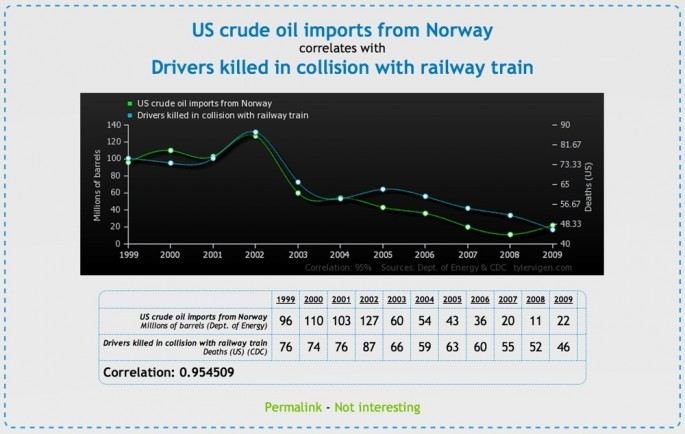 US crude oil imports from Norway
correlates with
Drivers killed in collision with railway train
US crude oil imports from Norway
Drivers killed in collision with railway train
Millions of barrels
140
120
100
80
60
40
20
0
90
81.67
73.33
65
56.67
48.33
40
Deaths (US)
1999 2000 2001 2002 2003 2004 2005 2006 2007 2008 2009
Correlation: 95% Sources: Dept. of Energy & CDC tylervigen.com
1999 2000 2001 2002 2003 2004 2005 2006 2007 2008 2009
US crude oil imports from Norway
Millions of barrels (Dept. of Energy)
96 110 103 127 60 54 43 36 20 11 22
Drivers killed in collision with railway train
Deaths (US) (CDC)
76 74 76 87 66 59 63 60 55 52 46
Correlation: 0.954509
Permalink - Not interesting